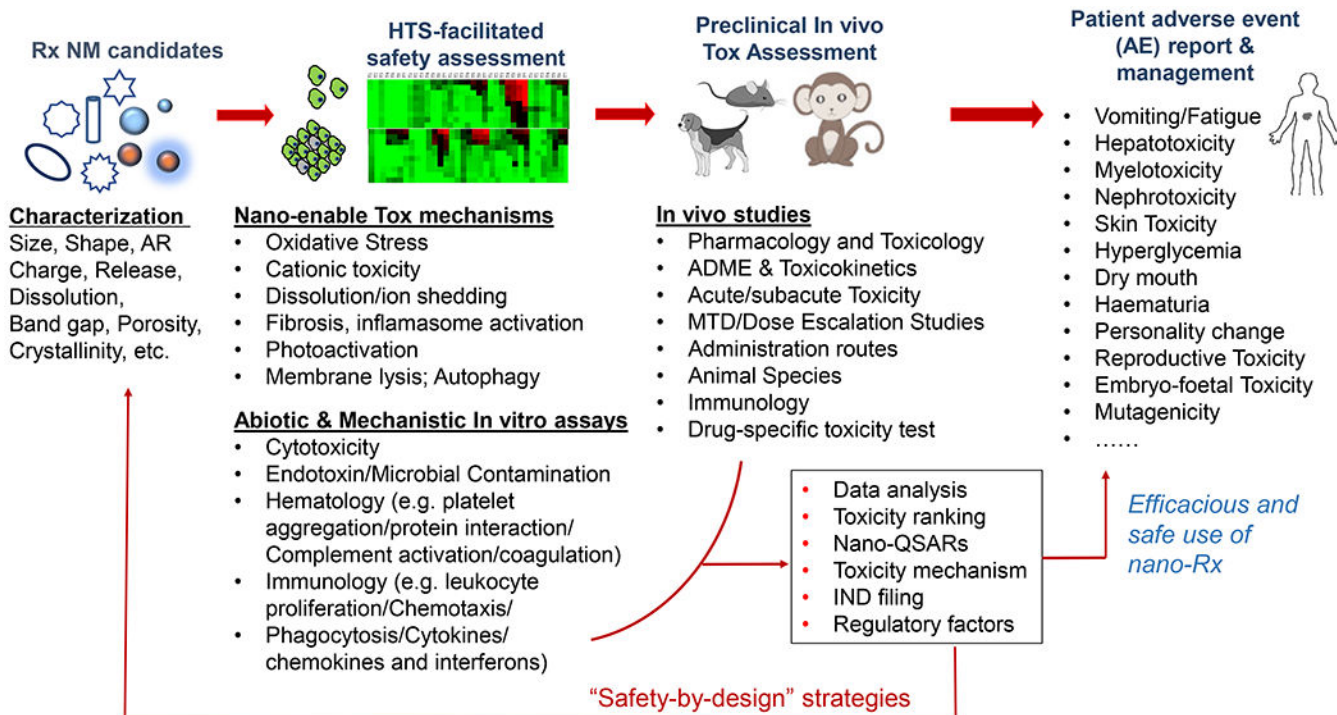 Rx NM candidates
Characterization
Size, Shape, AR
Charge, Release,
Dissolution,
Band gap, Porosity,
Crystallinity, etc.
HTS-facilitated
safety assessment
Nano-enable Tox mechanisms
• Oxidative Stress
• Cationic toxicity
• Dissolution/ion shedding
• Fibrosis, inflamasome activation
• Photoactivation
• Membrane lysis; Autophagy
Abiotic & Mechanistic In vitro assays
• Cytotoxicity
• Endotoxin/Microbial Contamination
• Hematology (e.g. platelet
aggregation/protein interaction/
Complement activation/coagulation)
• Immunology (e.g. leukocyte
proliferation/Chemotaxis/
• Phagocytosis/Cytokines/
chemokines and interferons)
Preclinical In vivo
Tox Assessment
In vivo studies
• Pharmacology and Toxicology
• ADME & Toxicokinetics
• Acute/subacute Toxicity
• MTD/Dose Escalation Studies
• Administration routes
• Animal Species
• Immunology
• Drug-specific toxicity test
Patient adverse event
(AE) report &
management
• Vomiting/Fatigue
• Hepatotoxicity
• Myelotoxicity
• Nephrotoxicity
• Skin Toxicity
• Hyperglycemia
• Dry mouth
• Haematuria
• Personality change
• Reproductive Toxicity
• Embryo-foetal Toxicity
• Mutagenicity
• ......
• Data analysis
• Toxicity ranking
• Nano-QSARs
• Toxicity mechanism
• IND filing
• Regulatory factors
Efficacious and
safe use of
nano-Rx
“Safety-by-design” strategies